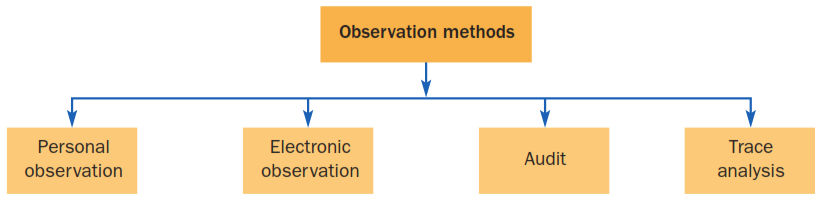 Observation methods
Personal
observation
Electronic
observation
Audit
Trace
analysis